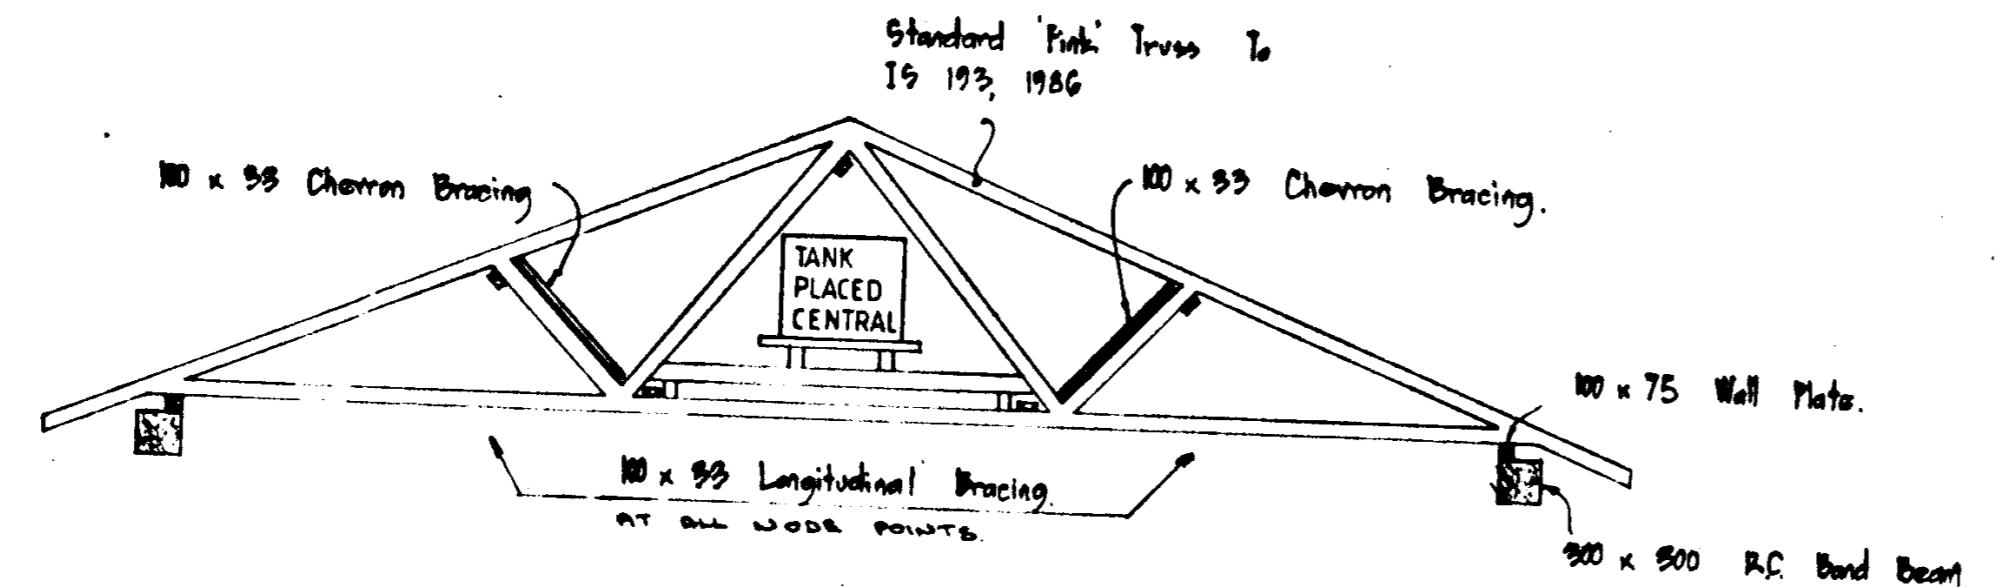 Standard 'Fink' Truss To
IS 193, 1986
100 x 33 Chevron Bracing
100 x 33 Chevron Bracing.
TANK
PLACED
CENTRAL
100 x 75 Wall Plate.
100 x 33 Longitudinal Bracing.
AT ALL NODE POINTS.
300 x 300 R.C. Band Beam